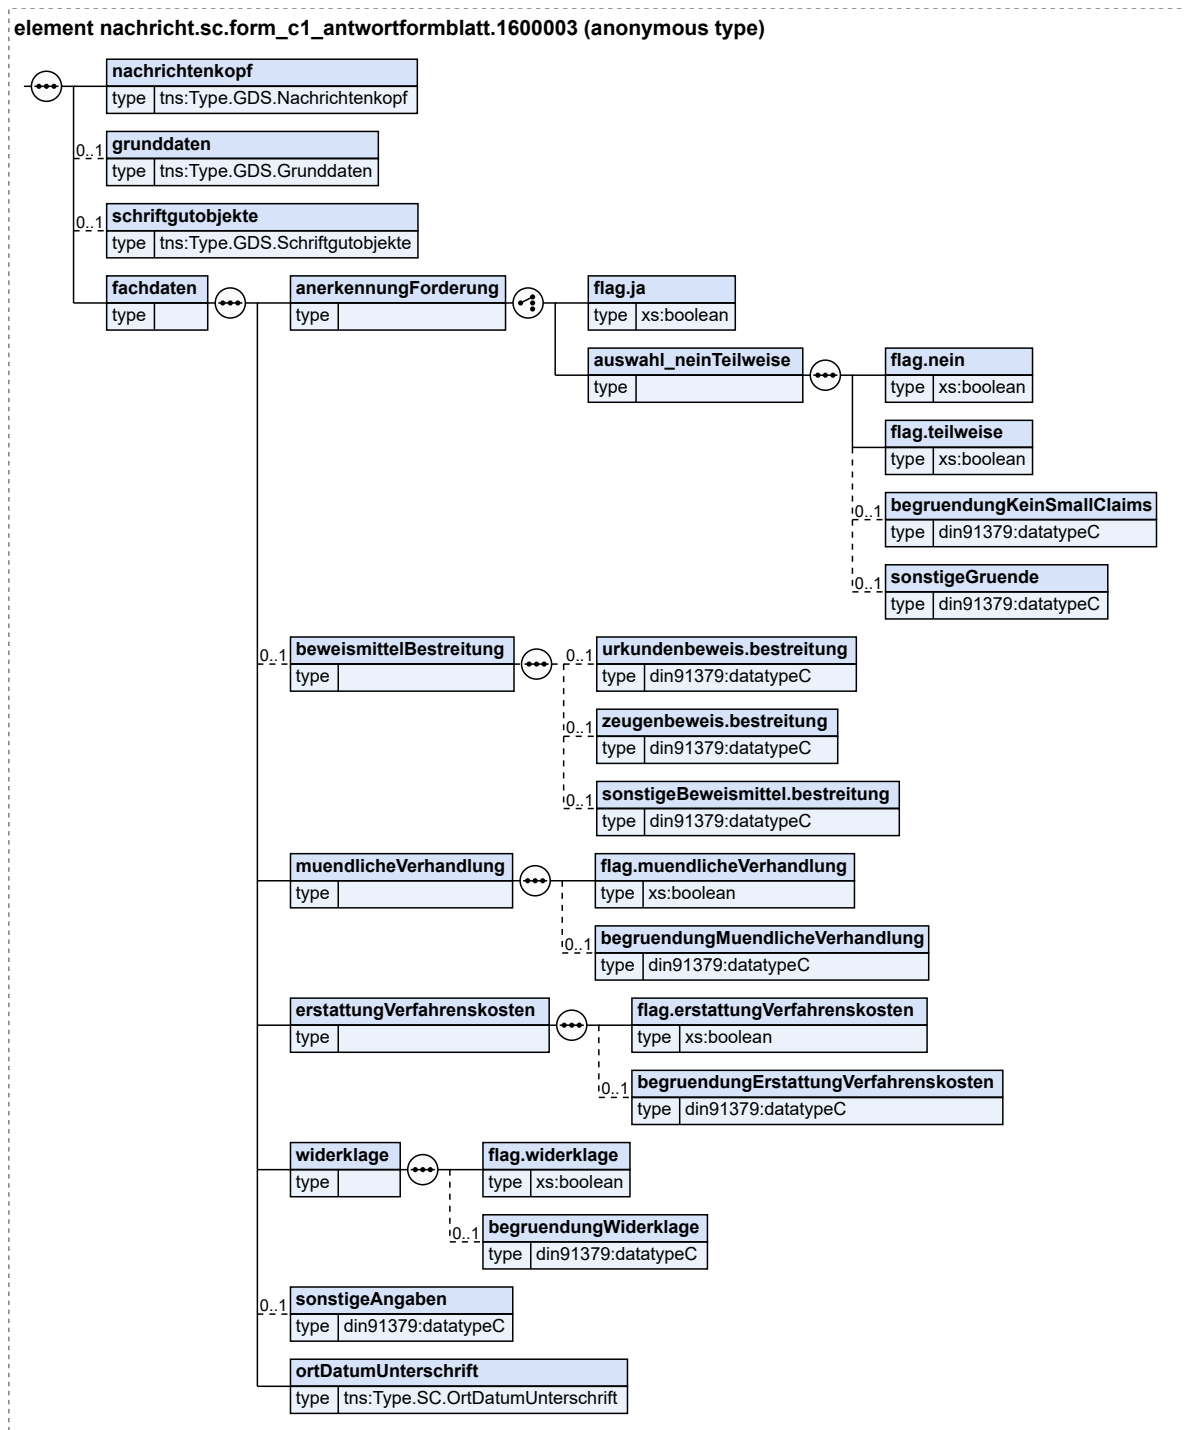 element nachricht.sc.form_c1_antwortformblatt.1600003 (anonymous type)
nachrichtenkopf
type tns:Type.GDS.Nachrichtenkopf
0..1 grunddaten
type tns:Type.GDS.Grunddaten
0..1 schriftgutobjekte
type tns:Type.GDS.Schriftgutobjekte
fachdaten
type
anerkennungForderung
type
flag.ja
type xs:boolean
auswahl_neinTeilweise
type
flag.nein
type xs:boolean
flag.teilweise
type xs:boolean
0..1 begruendungKeinSmallClaims
type din91379:datatypeC
0..1 sonstigeGruende
type din91379:datatypeC
0..1 beweismittelBestreitung
type
0..1 urkundenbeweis.bestreitung
type din91379:datatypeC
0..1 zeugenbeweis.bestreitung
type din91379:datatypeC
0..1 sonstigeBeweismittel.bestreitung
type din91379:datatypeC
muendlicheVerhandlung
type
flag.muendlicheVerhandlung
type xs:boolean
0..1 begruendungMuendlicheVerhandlung
type din91379:datatypeC
erstattungVerfahrenskosten
type
flag.erstattungVerfahrenskosten
type xs:boolean
0..1 begruendungErstattungVerfahrenskosten
type din91379:datatypeC
widerklage
type
flag.widerklage
type xs:boolean
0..1 begruendungWiderklage
type din91379:datatypeC
0..1 sonstigeAngaben
type din91379:datatypeC
ortDatumUnterschrift
type tns:Type.SC.OrtDatumUnterschrift